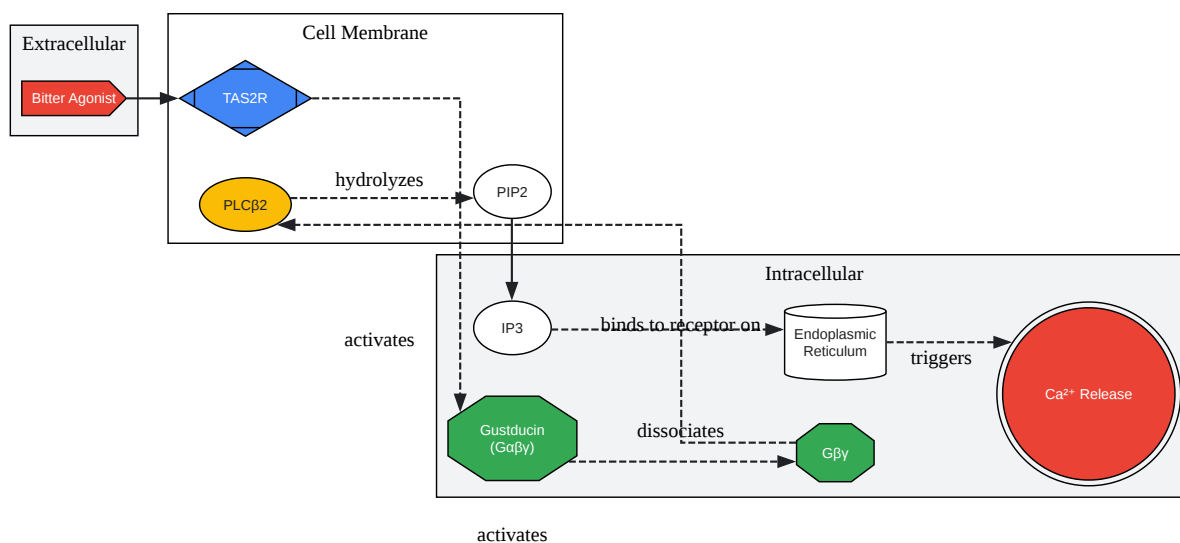 Extracellular
Bitter Agonist
Cell Membrane
TAS2R
PLCβ2
hydrolyzes
PIP2
Intracellular
IP3
binds to receptor on
Endoplasmic
Reticulum
triggers
Ca²⁺ Release
activates
Gustducin
(Gαβγ)
dissociates
Gβγ
activates